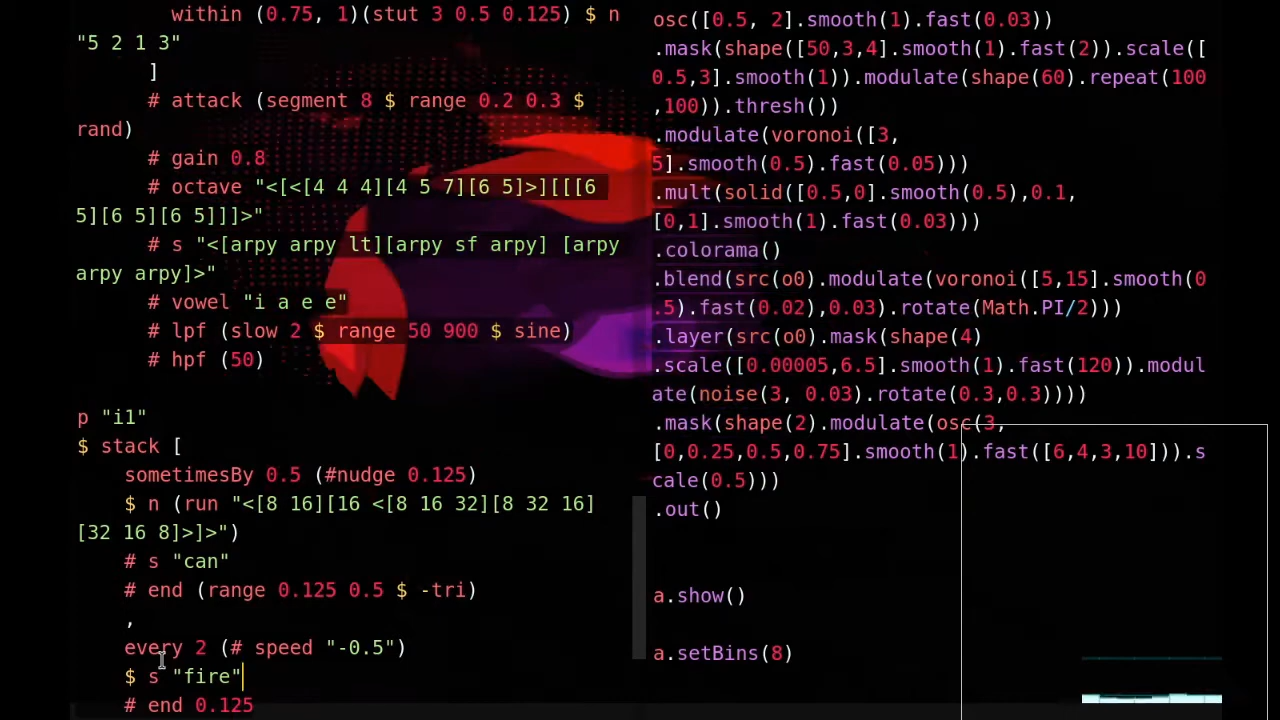 within (0.75, 1)(stut 3 0.5 0.125) $ n
"5 2 1 3"
]
# attack (segment 8 $ range 0.2 0.3 $
rand)
# gain 0.8
# octave "<[<[4 4 4][4 5 7][6 5]>][[[6
5][6 5][6 5]]]>"
# s "<[arpy arpy lt][arpy sf arpy] [arpy
arpy arpy]>"
# vowel "i a e e"
# lpf (slow 2 $ range 50 900 $ sine)
# hpf (50)
p "i1"
$ stack [
sometimesBy 0.5 (#nudge 0.125)
$ n (run "<[8 16][16 <[8 16 32][8 32 16]
[32 16 8]>]>")
# s "can"
# end (range 0.125 0.5 $ -tri)
,
every 2 (# speed "-0.5")
$ s "fire"
# end 0.125
osc([0.5, 2].smooth(1).fast(0.03))
.mask(shape([50,3,4].smooth(1).fast(2)).scale([
0.5,3].smooth(1)).modulate(shape(60).repeat(100
,100)).thresh())
.modulate(voronoi([3,
5].smooth(0.5).fast(0.05)))
.mult(solid([0.5,0].smooth(0.5),0.1,
[0,1].smooth(1).fast(0.03)))
.colorama()
.blend(src(o0).modulate(voronoi([5,15].smooth(0
.5).fast(0.02),0.03).rotate(Math.PI/2)))
.layer(src(o0).mask(shape(4)
.scale([0.00005,6.5].smooth(1).fast(120)).modul
ate(noise(3, 0.03).rotate(0.3,0.3))))
.mask(shape(2).modulate(osc(3,
[0,0.25,0.5,0.75].smooth(1).fast([6,4,3,10])).s
cale(0.5)))
.out()
a.show()
a.setBins(8)